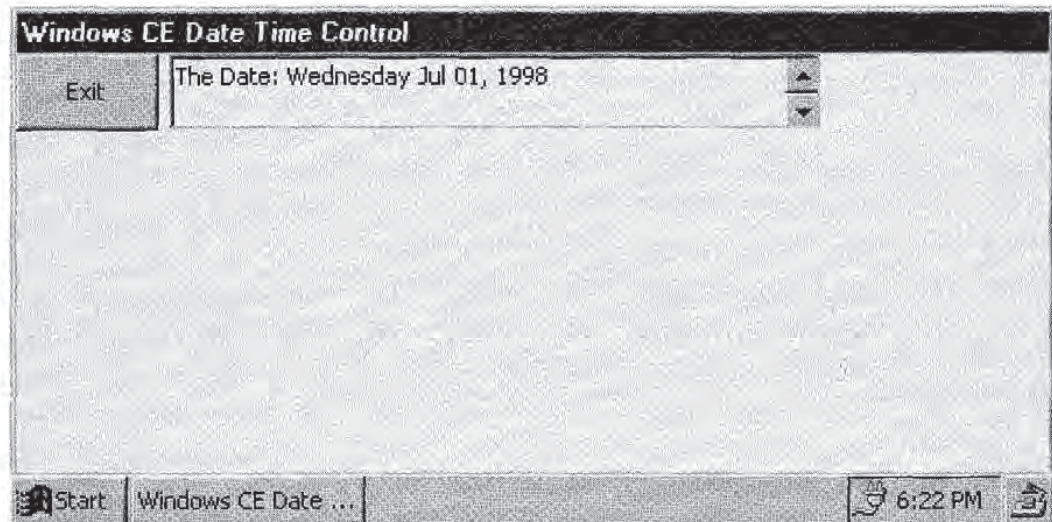 Windows CE Date Time Control
Exit
The Date: Wednesday Jul 01, 1998
Start
Windows CE Date ...
6:22 PM